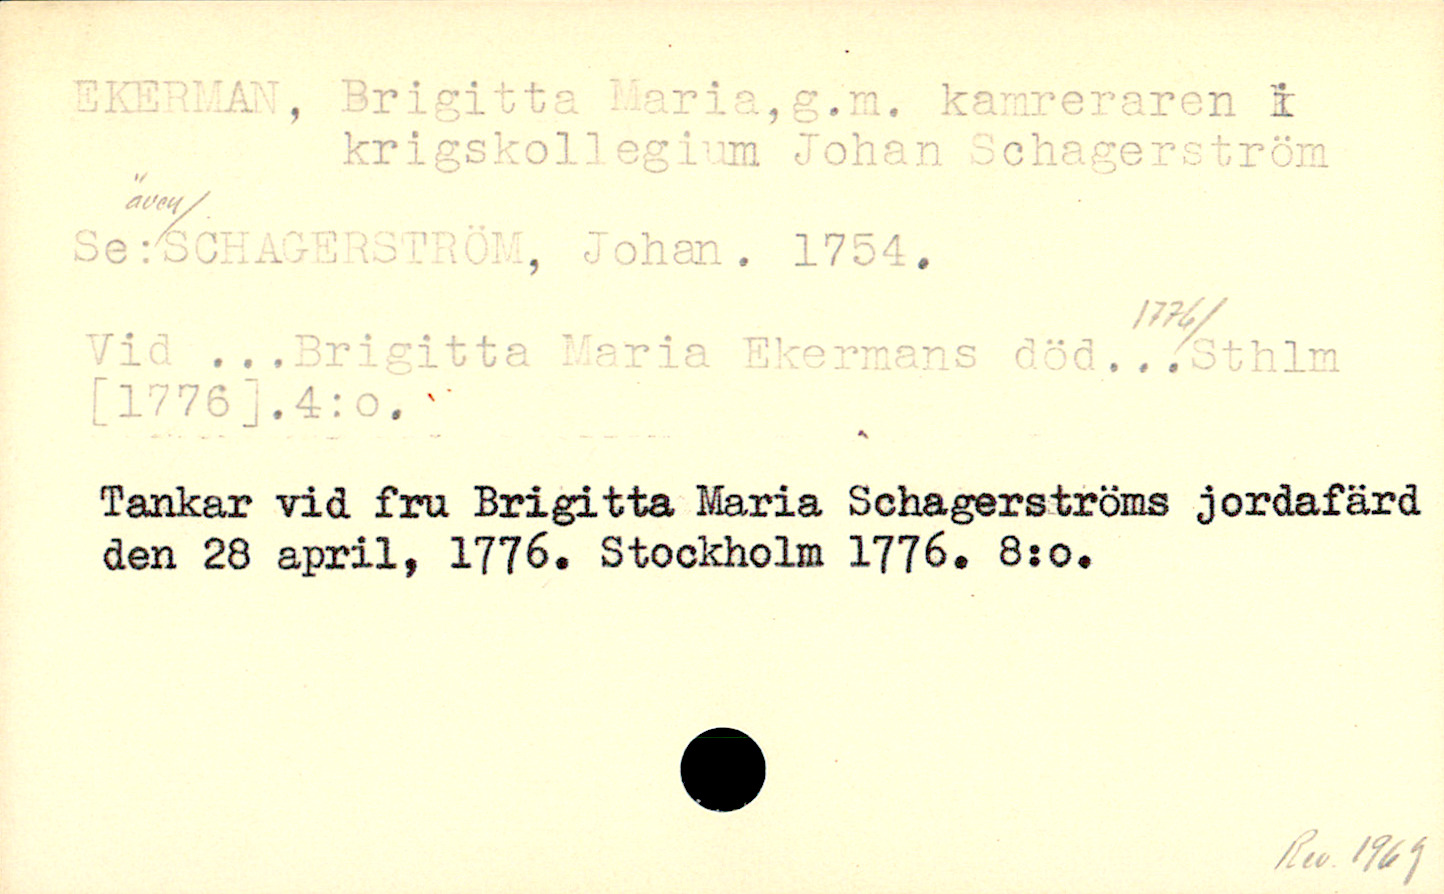 EKERMAN, Brigitta Maria, g.m. kamreraren i
krigskollegium Johan Schagerström
även/
Se: SCHAGERSTRÖM, Johan. 1754.
1776/
Vid ...Brigitta Maria Ekermans död...Sthlm
[1776].4:o.
Tankar vid fru Brigitta Maria Schagerströms jordafärd
den 28 april, 1776. Stockholm 1776. 8:o.
Rev. 1969